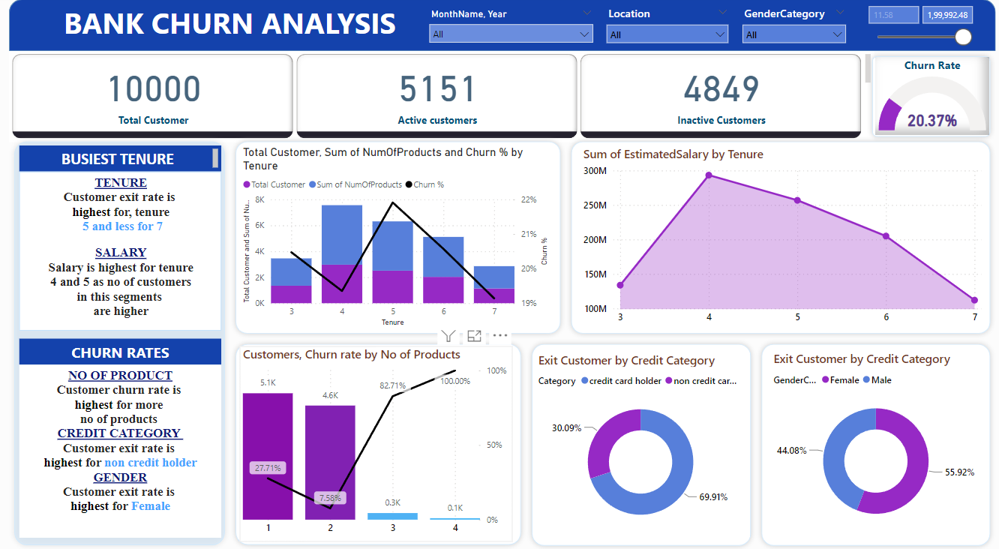 BANK CHURN ANALYSIS
MonthName, Year
All
Location
All
GenderCategory
All
11.58
1,99,992.48
10000
Total Customer
5151
Active customers
4849
Inactive Customers
Churn Rate
20.37%
BUSIEST TENURE
TENURE
Customer exit rate is
highest for, tenure
5 and less for 7
SALARY
Salary is highest for tenure
4 and 5 as no of customers
in this segments
are higher
CHURN RATES
NO OF PRODUCT
Customer churn rate is
highest for more
no of products
CREDIT CATEGORY
Customer exit rate is
highest for non credit holder
GENDER
Customer exit rate is
highest for Female
Total Customer, Sum of NumOfProducts and Churn % by
Tenure
Total Customer Sum of NumOfProducts Churn %
Total Customer and Sum of Nu...
8K
6K
4K
2K
0K
22%
21%
20%
19%
Churn %
3 4 5 6 7
Tenure
Sum of EstimatedSalary by Tenure
300M
250M
200M
150M
100M
3 4 5 6 7
Customers, Churn rate by No of Products
5.1K
4.6K
0.3K
0.1K
27.71%
7.58%
82.71%
100.00%
100%
50%
0%
1 2 3 4
Exit Customer by Credit Category
Category credit card holder non credit car...
30.09%
69.91%
Exit Customer by Credit Category
GenderC... Female Male
44.08%
55.92%